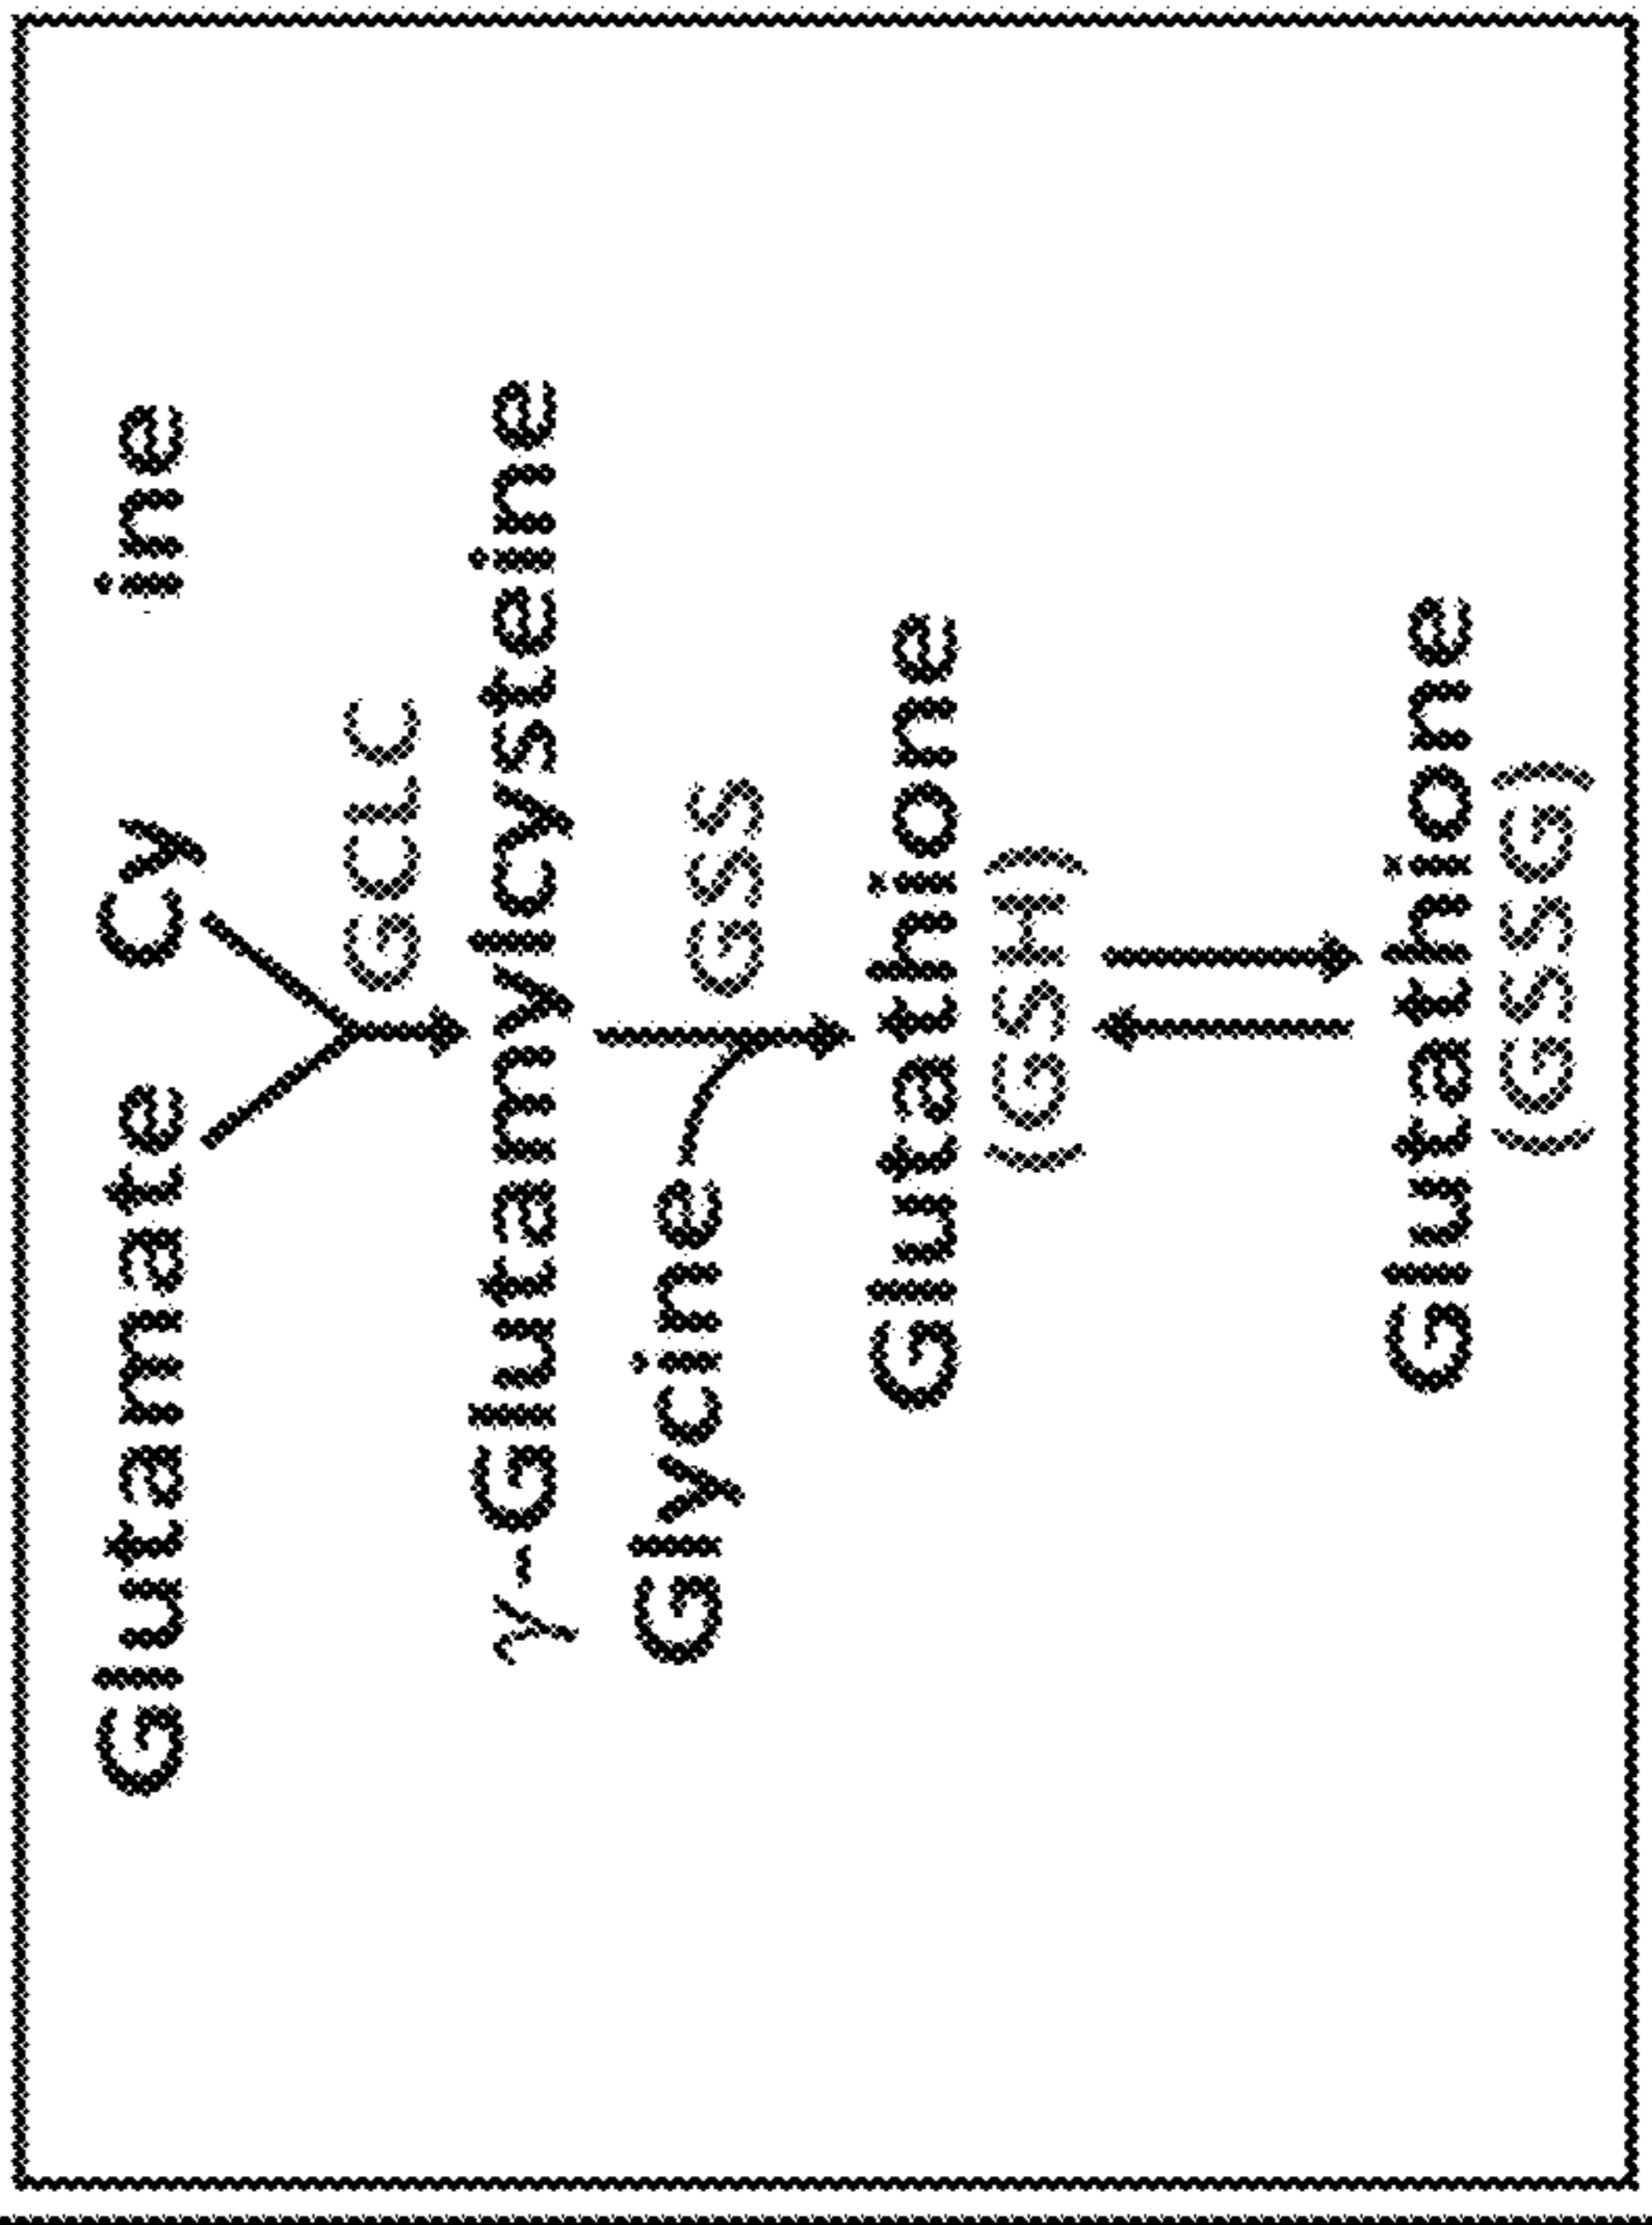 Glutamate Cy ine
GCLC
γ-Glutamylcysteine
Glycine
GSS
Glutathione
(GSH)
Glutathione
(GSSG)